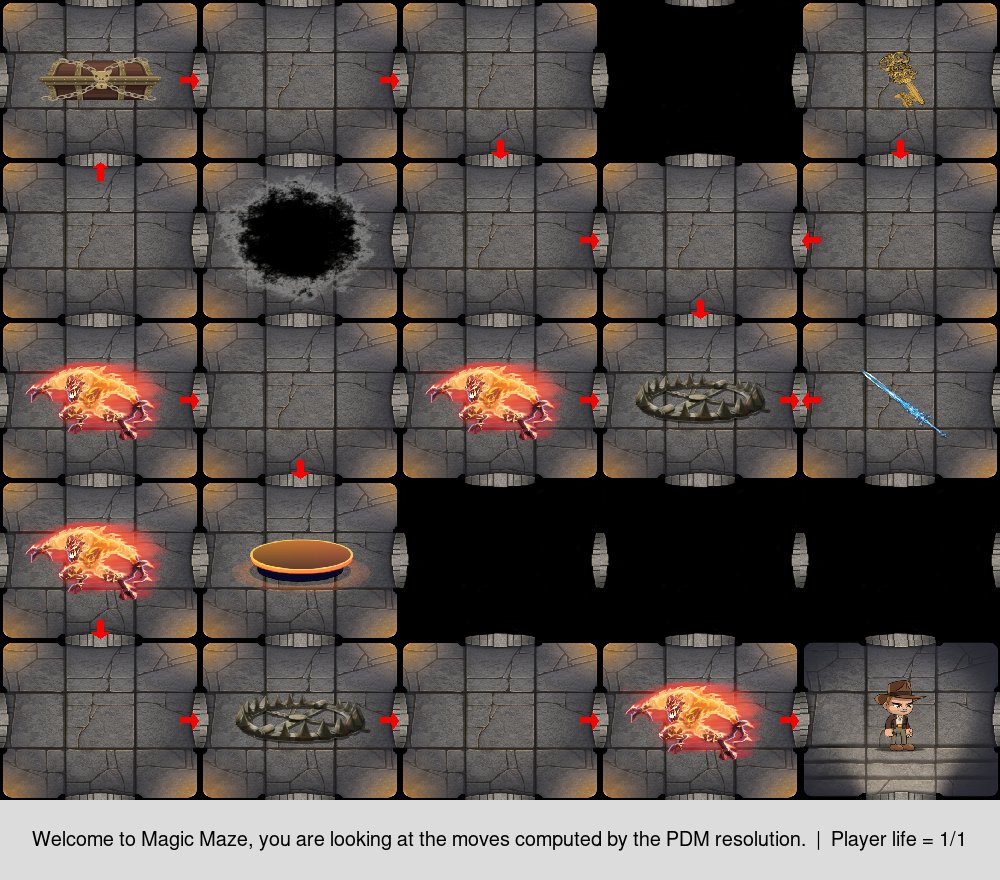 Welcome to Magic Maze, you are looking at the moves computed by the PDM resolution. | Player life = 1/1